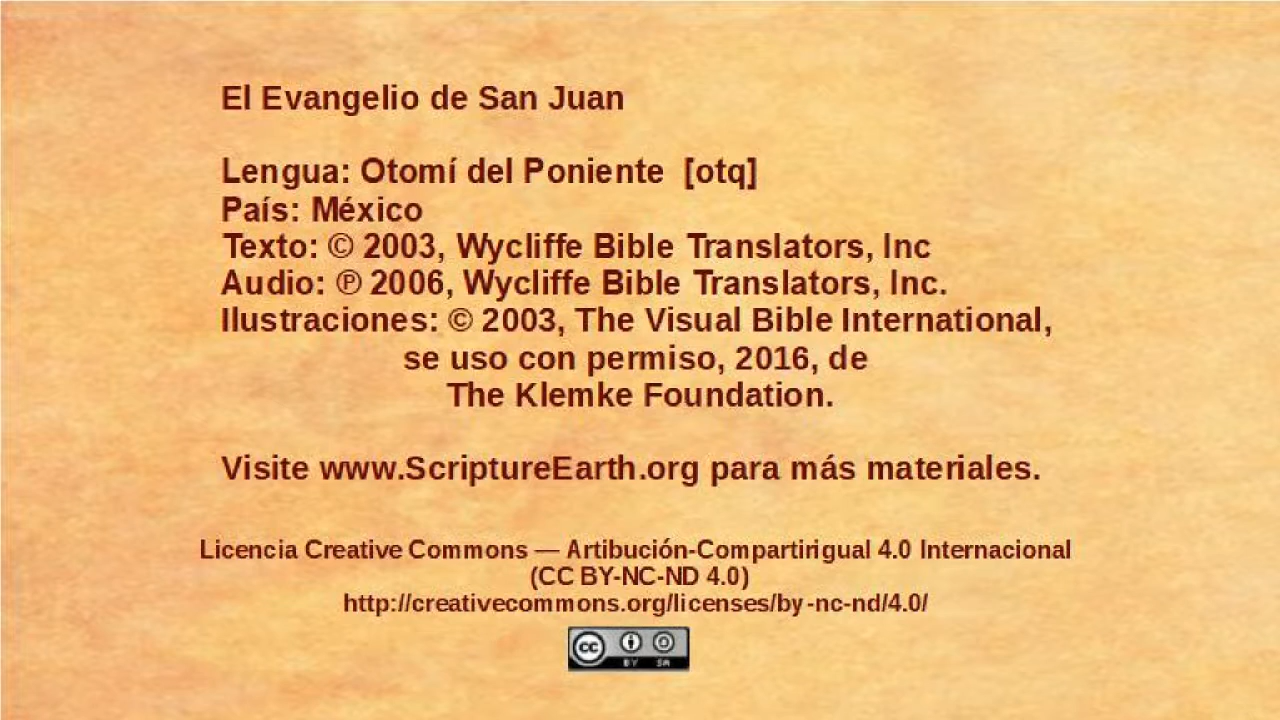 El Evangelio de San Juan
Lengua: Otomí del Poniente [otq]
País: México
Texto: © 2003, Wycliffe Bible Translators, Inc
Audio: ℗ 2006, Wycliffe Bible Translators, Inc.
Ilustraciones: © 2003, The Visual Bible International,
se uso con permiso, 2016, de
The Klemke Foundation.
Visite www.ScriptureEarth.org para más materiales.
Licencia Creative Commons — Artibución-Compartirigual 4.0 Internacional
(CC BY-NC-ND 4.0)
http://creativecommons.org/licenses/by-nc-nd/4.0/
cc
BY SA